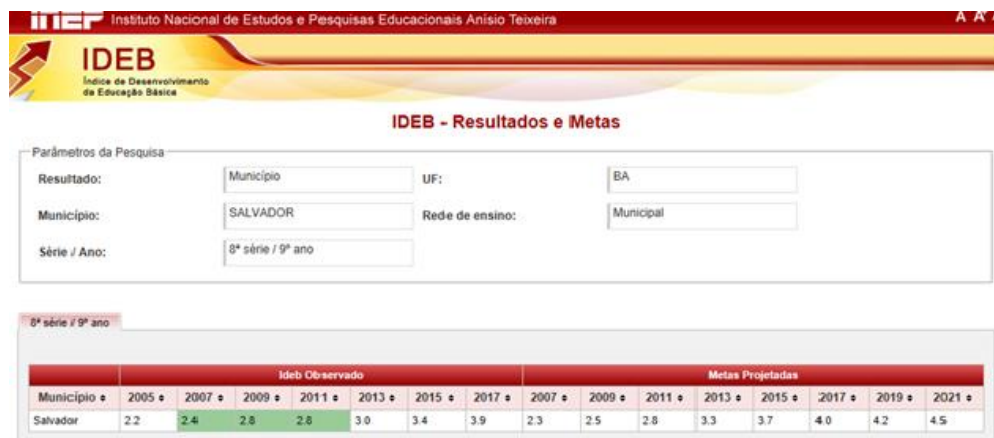 INEP Instituto Nacional de Estudos e Pesquisas Educacionais Anísio Teixeira A A
IDEB
Índice de Desenvolvimento
da Educação Básica
IDEB - Resultados e Metas
Parâmetros da Pesquisa
Resultado: Município UF: BA
Município: SALVADOR Rede de ensino: Municipal
Série / Ano: 8ª série / 9º ano
8ª série / 9º ano
Ideb Observado Metas Projetadas
Município 2005 2007 2009 2011 2013 2015 2017 2007 2009 2011 2013 2015 2017 2019 2021
Salvador 2.2 2.4 2.8 2.8 3.0 3.4 3.9 2.3 2.5 2.8 3.3 3.7 4.0 4.2 4.5